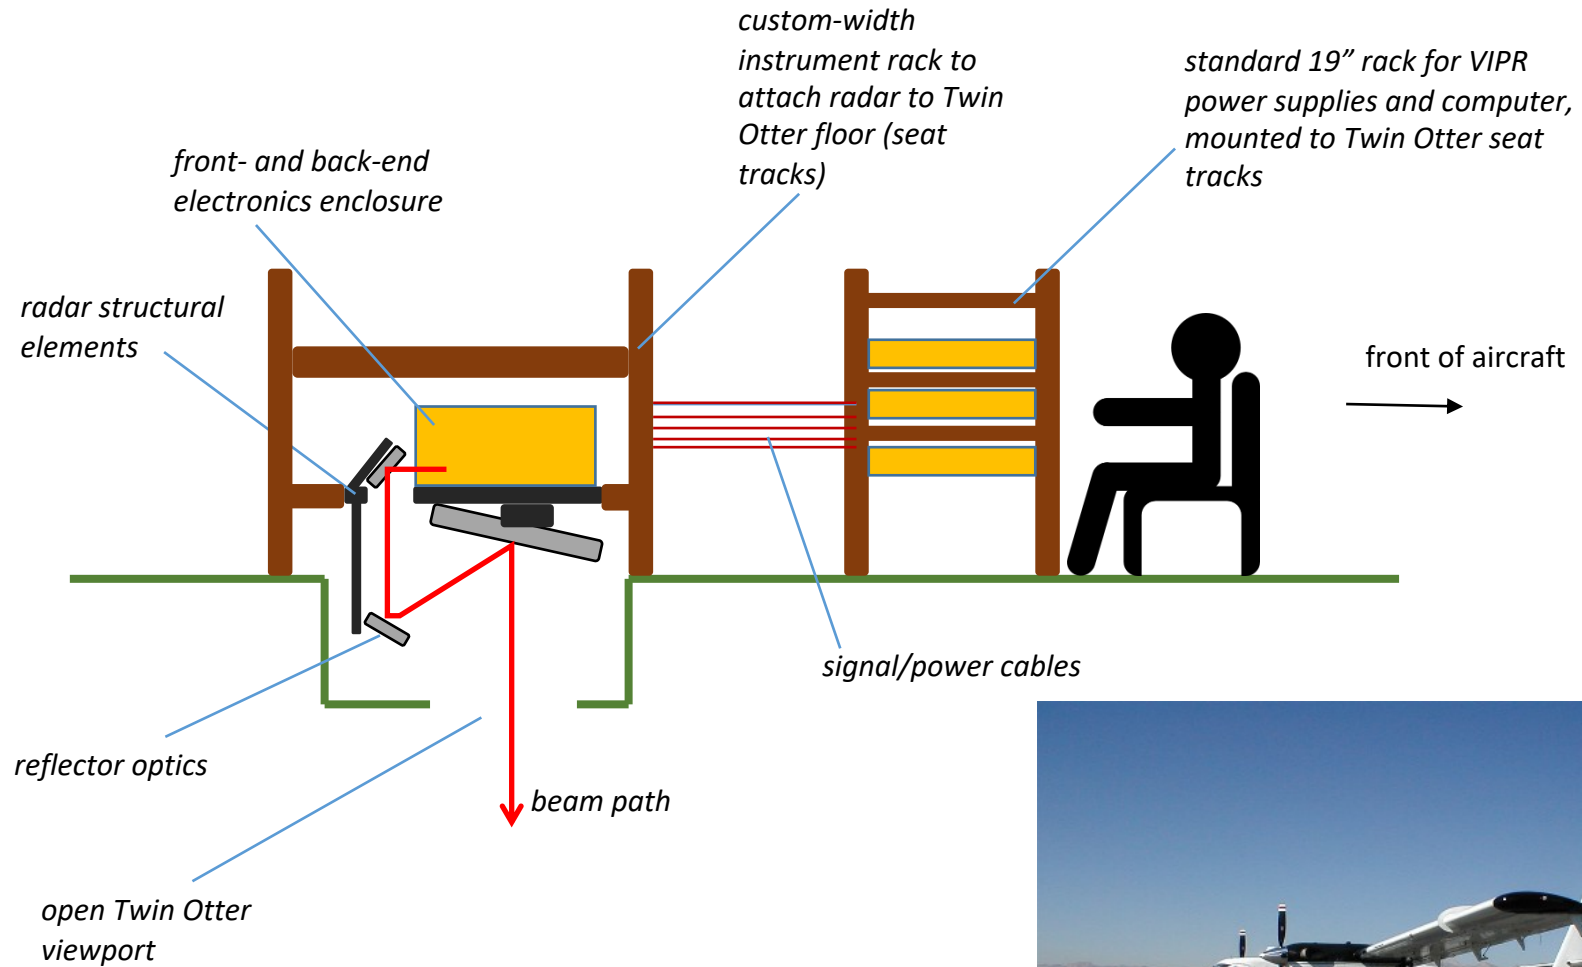 custom-width
instrument rack to
attach radar to Twin
Otter floor (seat
tracks)
standard 19” rack for VIPR
power supplies and computer,
mounted to Twin Otter seat
tracks
front- and back-end
electronics enclosure
radar structural
elements
front of aircraft
signal/power cables
reflector optics
beam path
open Twin Otter
viewport